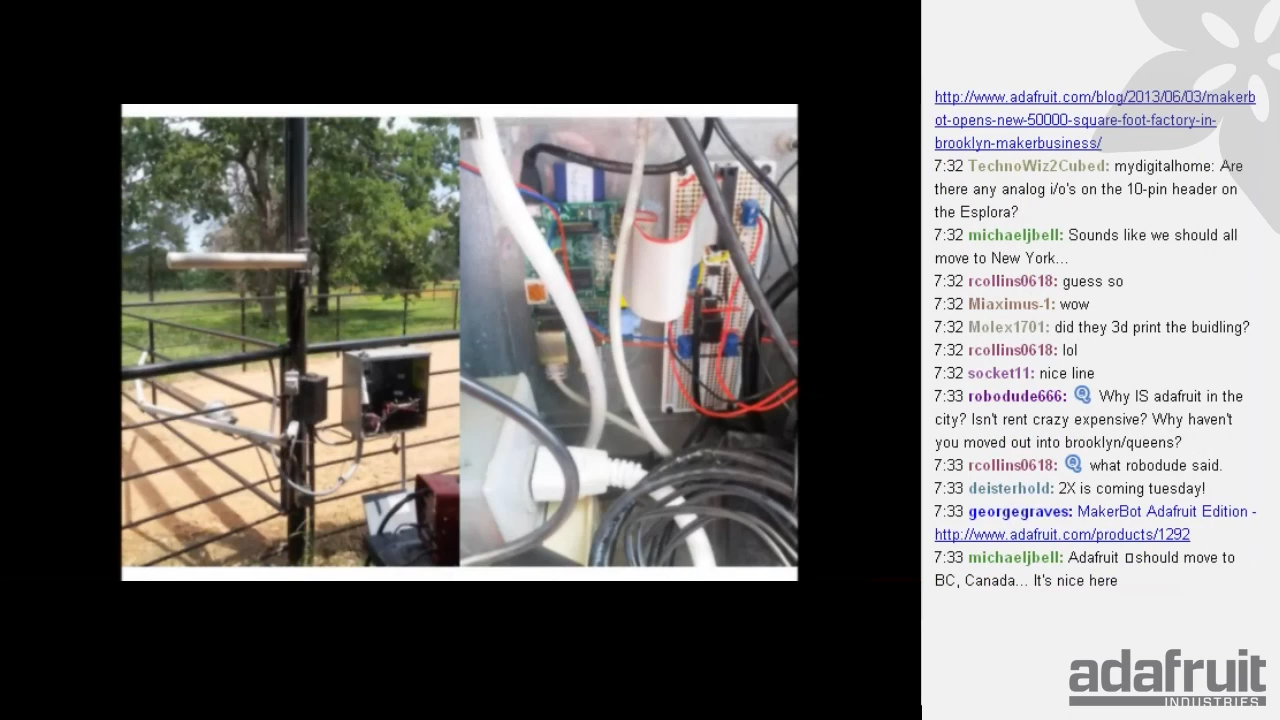 http://www.adafruit.com/blog/2013/06/03/makerb
ot-opens-new-50000-square-foot-factory-in-
brooklyn-makerbusiness/
7:32 TechnoWiz2Cubed: mydigitalhome: Are
there any analog i/o's on the 10-pin header on
the Esplora?
7:32 michaeljbell: Sounds like we should all
move to New York...
7:32 rcollins0618: guess so
7:32 Miaximus-1: wow
7:32 Molex1701: did they 3d print the buidling?
7:32 rcollins0618: lol
7:32 socket11: nice line
7:33 robodude666: Why IS adafruit in the
city? Isn't rent crazy expensive? Why haven't
you moved out into brooklyn/queens?
7:33 rcollins0618: what robodude said.
7:33 deisterhold: 2X is coming tuesday!
7:33 georgegraves: MakerBot Adafruit Edition -
http://www.adafruit.com/products/1292
7:33 michaeljbell: Adafruit should move to
BC, Canada... It's nice here
adafruit
INDUSTRIES